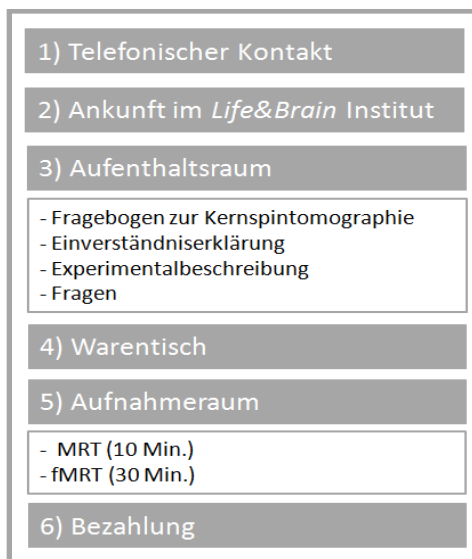 1) Telefonischer Kontakt
2) Ankunft im Life&Brain Institut
3) Aufenthaltsraum
- Fragebogen zur Kernspintomographie
- Einverständniserklärung
- Experimentalbeschreibung
- Fragen
4) Warentisch
5) Aufnahmeraum
- MRT (10 Min.)
- fMRT (30 Min.)
6) Bezahlung